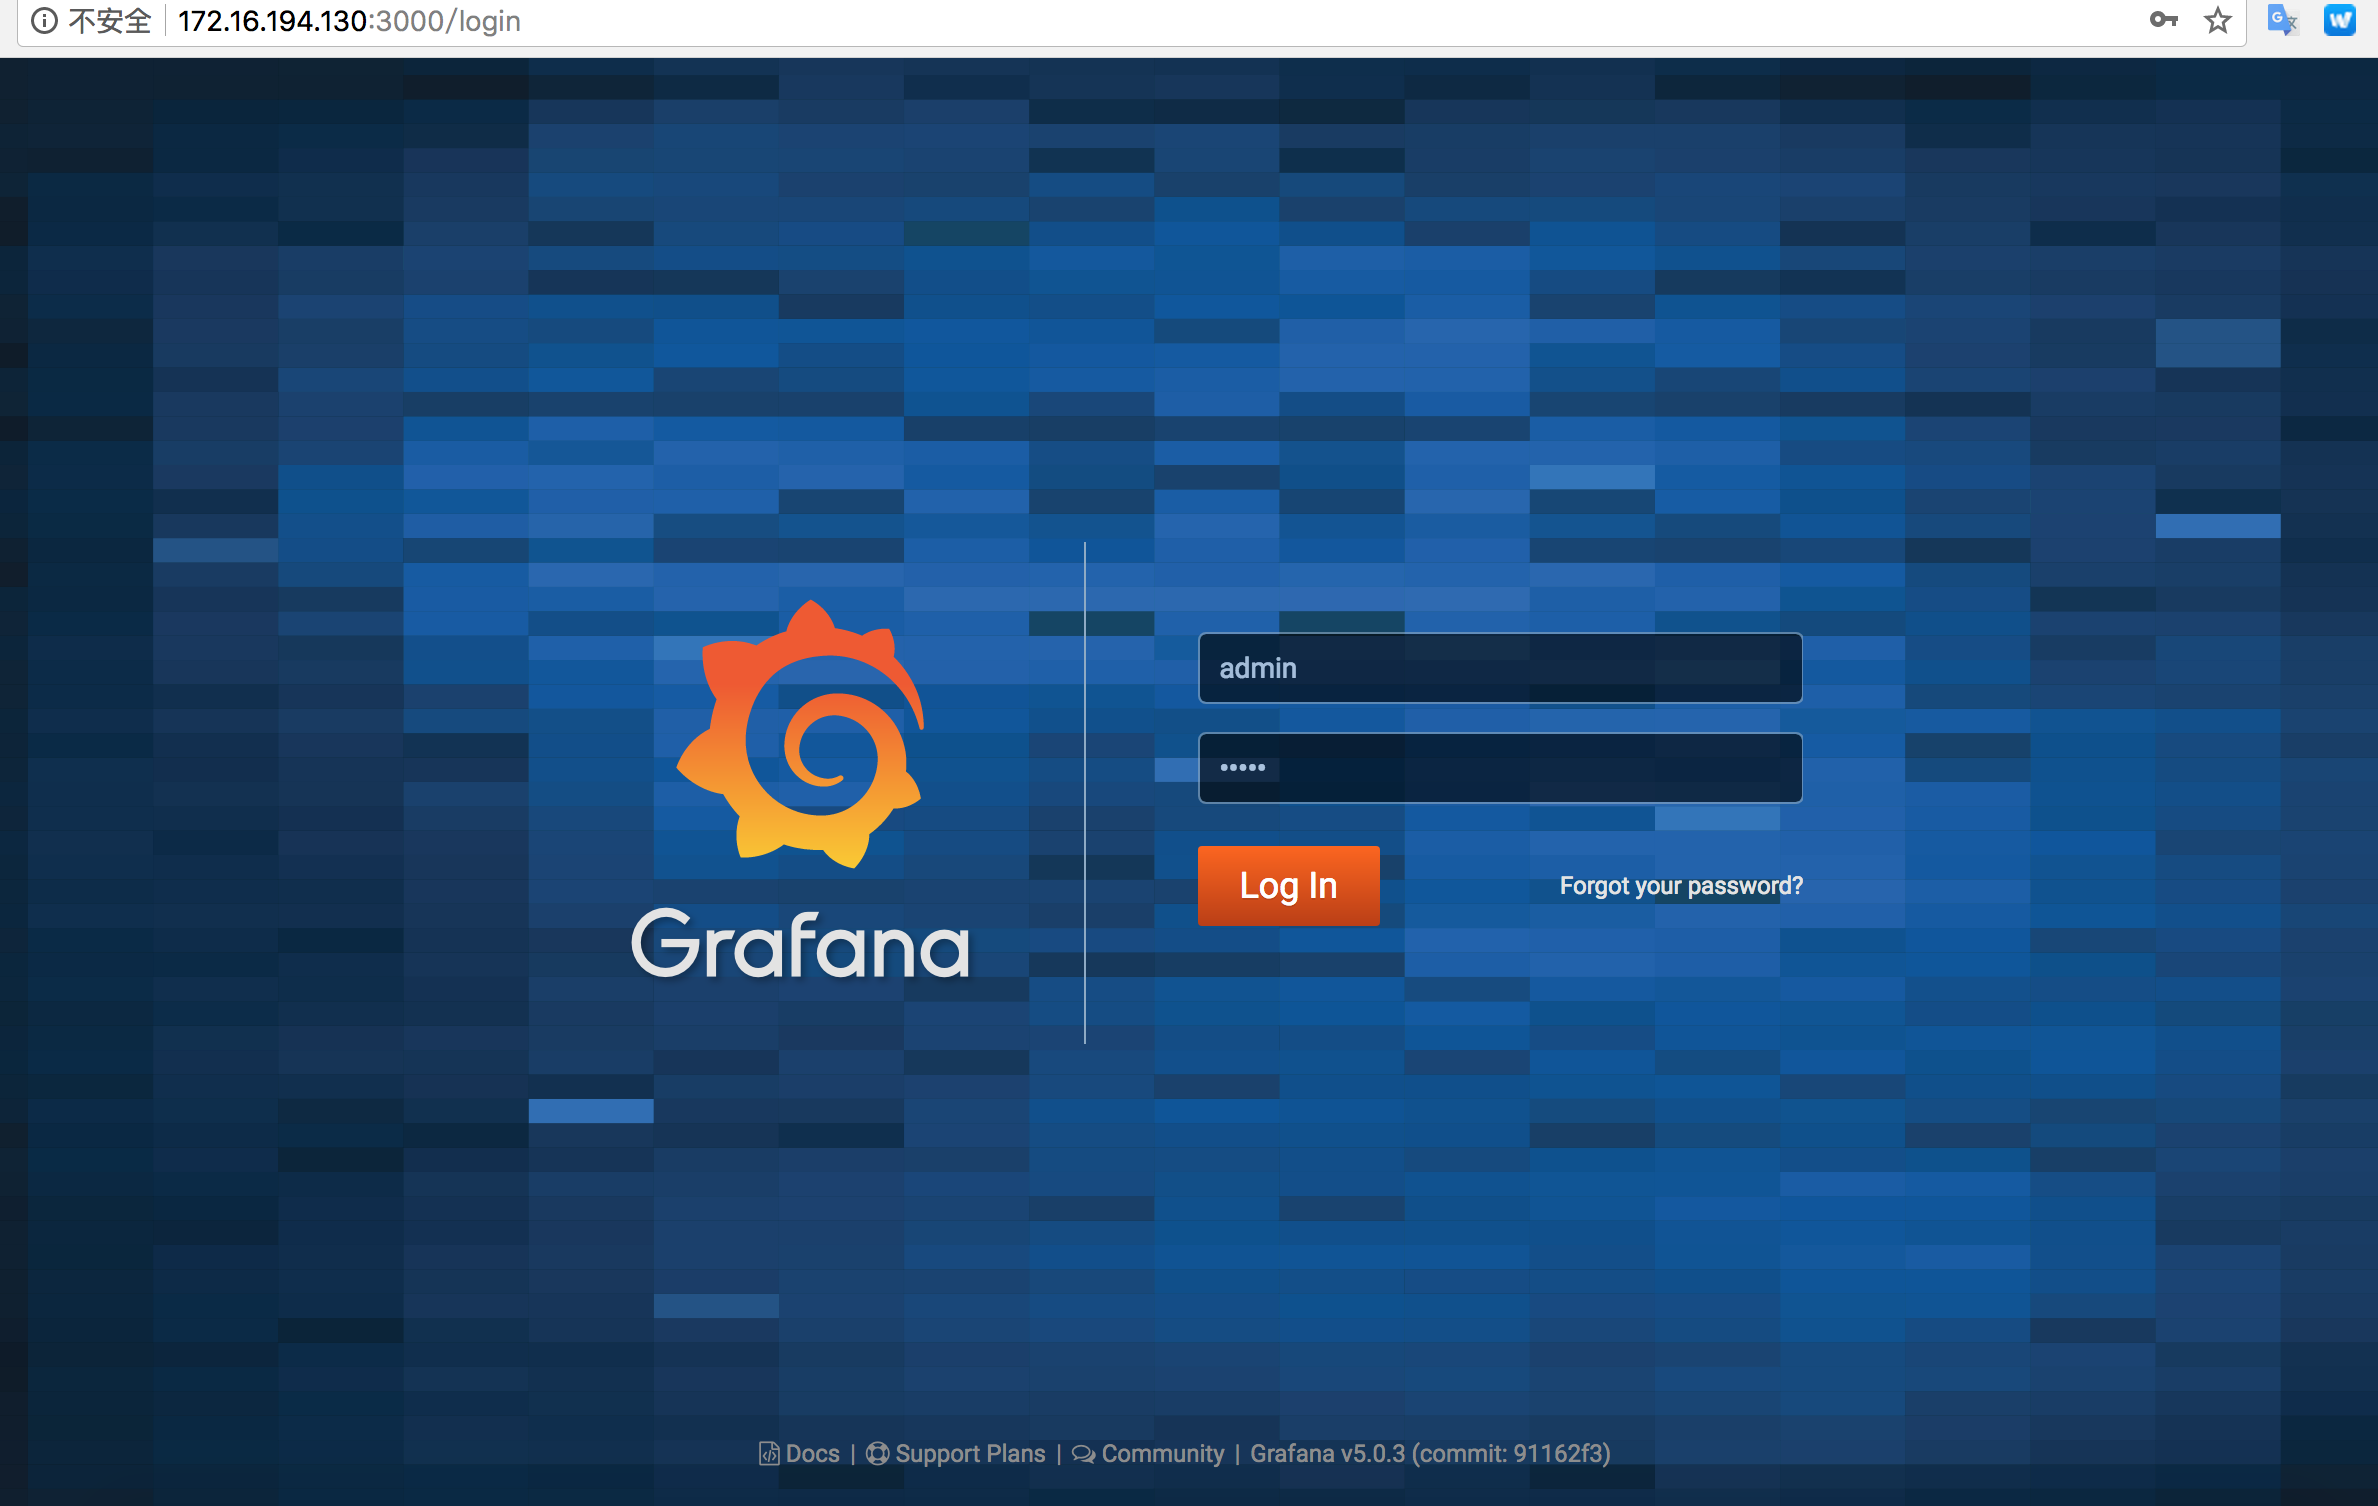 不安全 172.16.194.130:3000/login
admin
•••••
Log In Forgot your password?
Grafana
Docs | Support Plans | Community | Grafana v5.0.3 (commit: 91162f3)